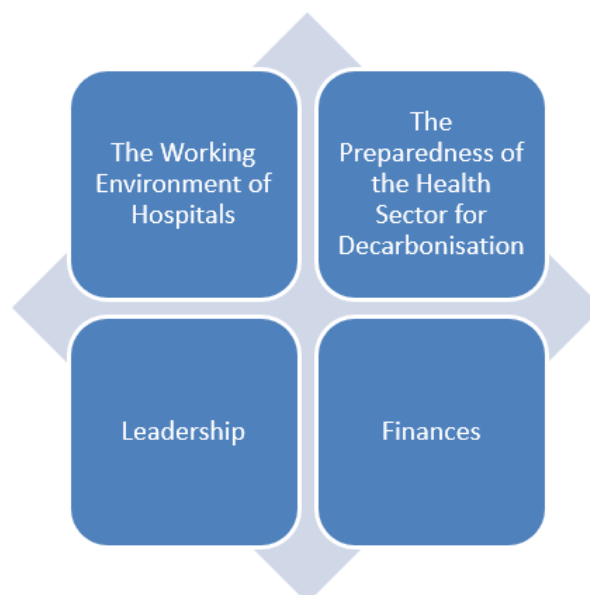 The Working
Environment of
Hospitals
The
Preparedness of
the Health
Sector for
Decarbonisation
Leadership
Finances